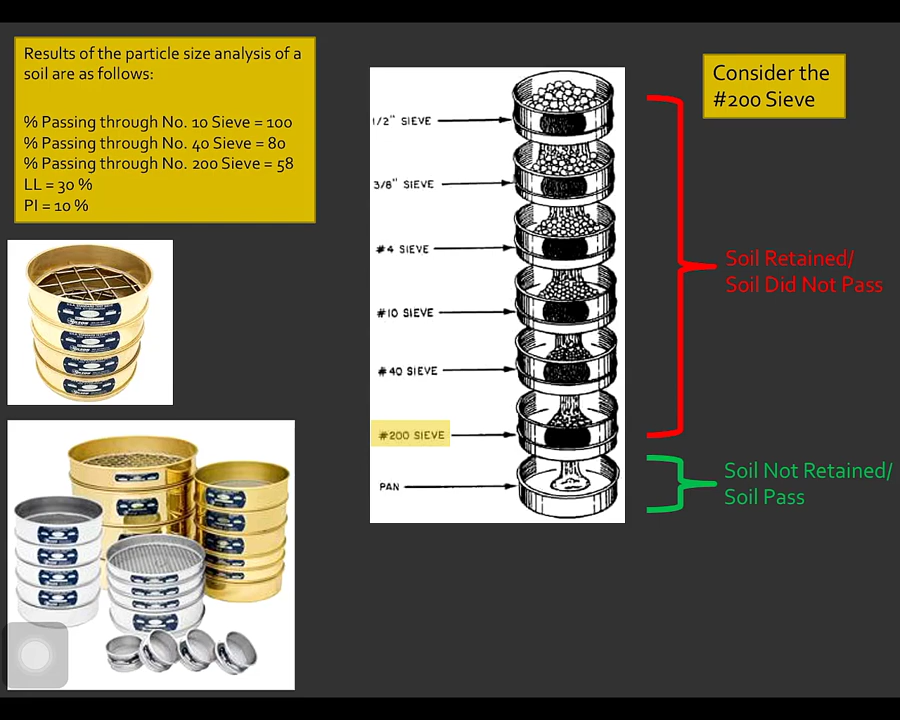 Results of the particle size analysis of a
soil are as follows:
% Passing through No. 10 Sieve = 100
% Passing through No. 40 Sieve = 80
% Passing through No. 200 Sieve = 58
LL = 30 %
PI = 10 %
1/2" SIEVE
3/8" SIEVE
#4 SIEVE
#10 SIEVE
#40 SIEVE
#200 SIEVE
PAN
Consider the
#200 Sieve
Soil Retained/
Soil Did Not Pass
Soil Not Retained/
Soil Pass